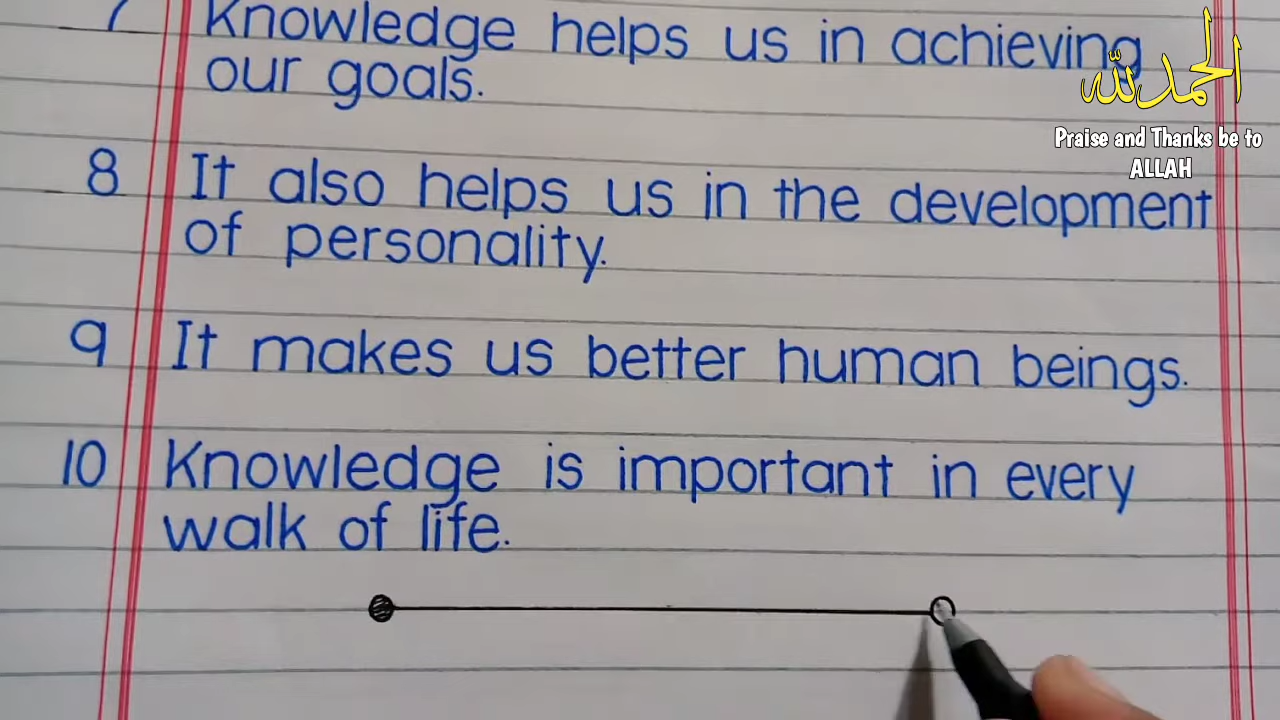 7 Knowledge helps us in achieving
our goals.
8 It also helps us in the development
of personality.
9 It makes us better human beings.
10 Knowledge is important in every
walk of life.
الحمدلله
Praise and Thanks be to
ALLAH